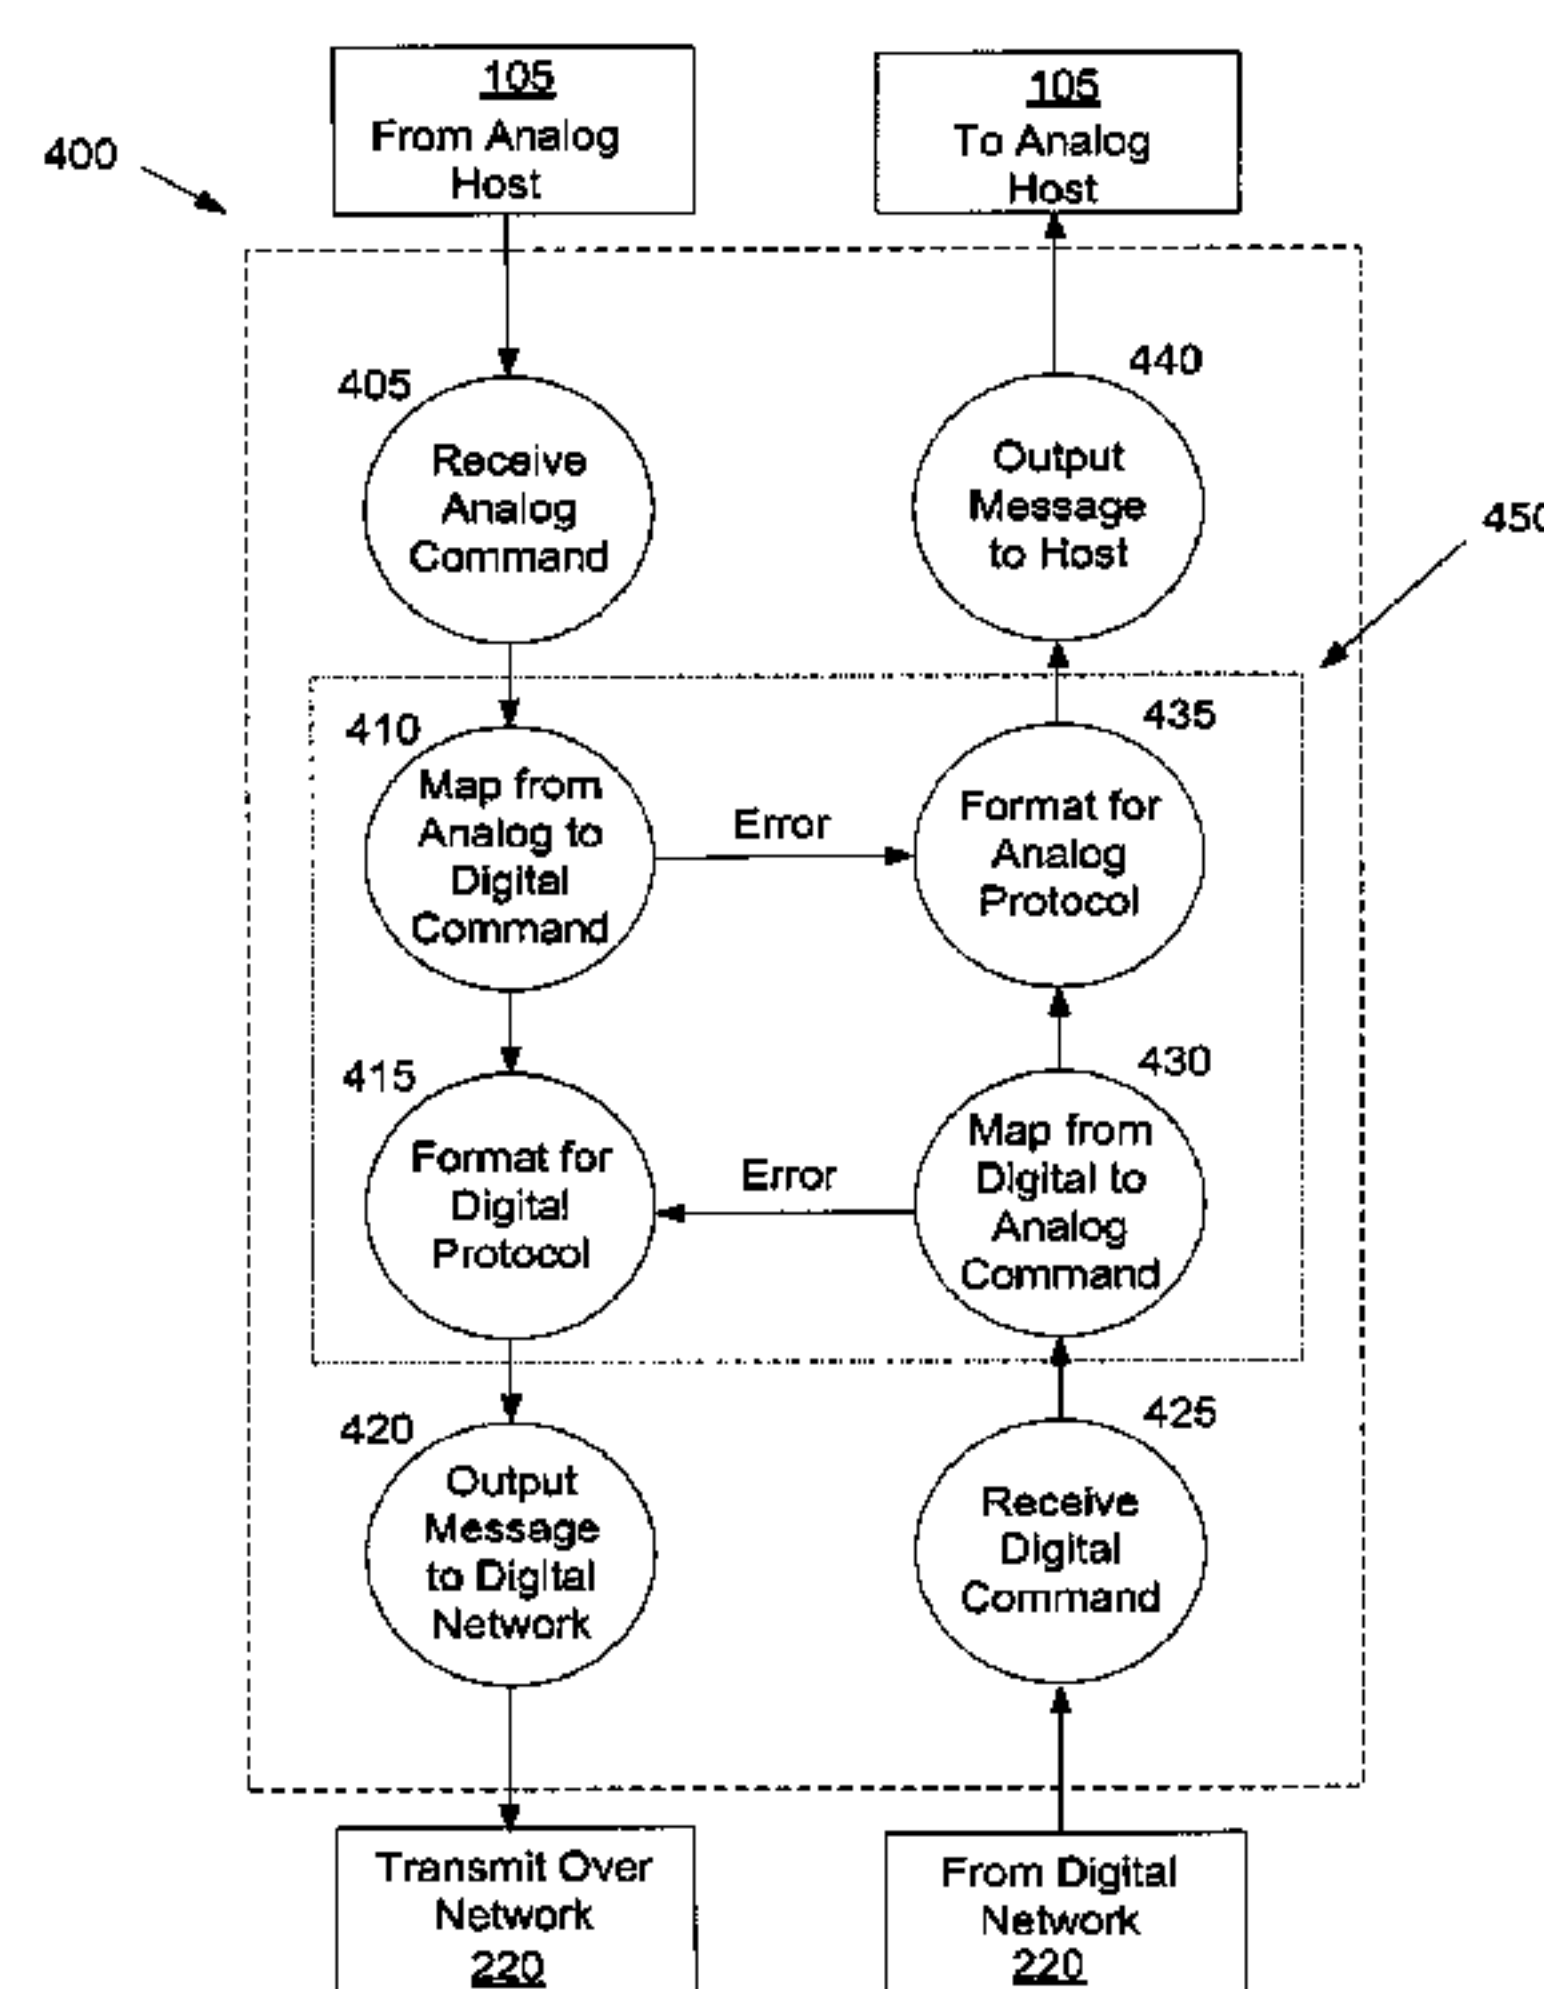 105
From Analog
Host
105
To Analog
Host
400
405
Receive
Analog
Command
440
Output
Message
to Host
450
410
Map from
Analog to
Digital
Command
Error
435
Format for
Analog
Protocol
415
Format for
Digital
Protocol
Error
430
Map from
Digital to
Analog
Command
420
Output
Message
to Digital
Network
425
Receive
Digital
Command
Transmit Over
Network
220
From Digital
Network
220